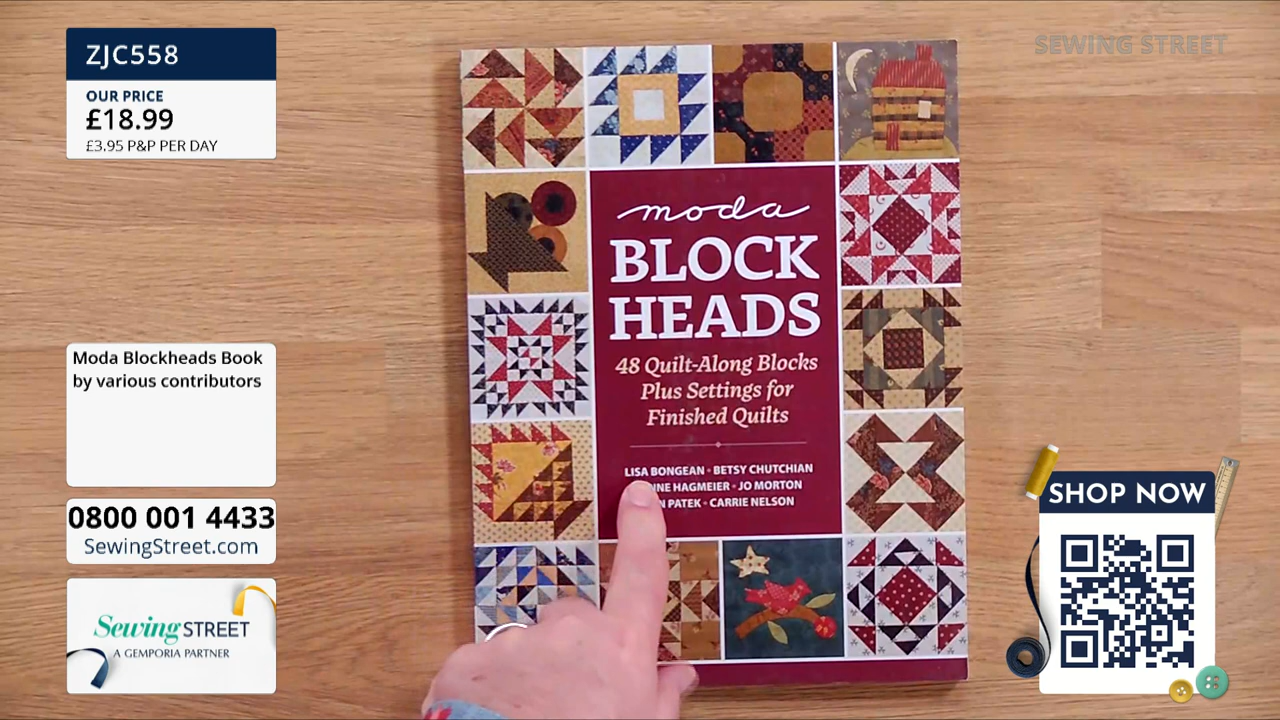 ZJC558
OUR PRICE
£18.99
£3.95 P&P PER DAY
Moda Blockheads Book
by various contributors
0800 001 4433
SewingStreet.com
Sewing STREET
A GEMPORIA PARTNER
moda
BLOCK
HEADS
48 Quilt-Along Blocks
Plus Settings for
Finished Quilts
LISA BONGEAN • BETSY CHUTCHIAN
NNE HAGMEIER • JO MORTON
N PATEK • CARRIE NELSON
SEWING STREET
SHOP NOW